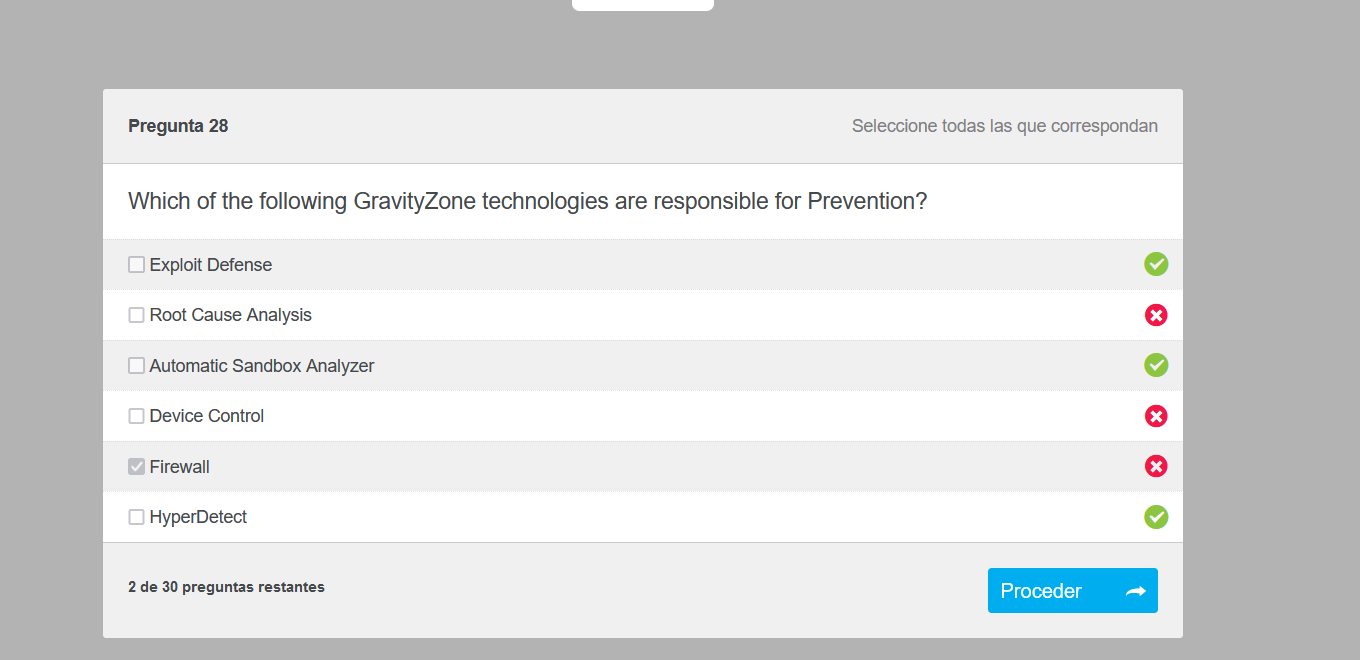 Pregunta 28
Seleccione todas las que correspondan
Which of the following GravityZone technologies are responsible for Prevention?
Exploit Defense
Root Cause Analysis
Automatic Sandbox Analyzer
Device Control
Firewall
HyperDetect
2 de 30 preguntas restantes
Proceder